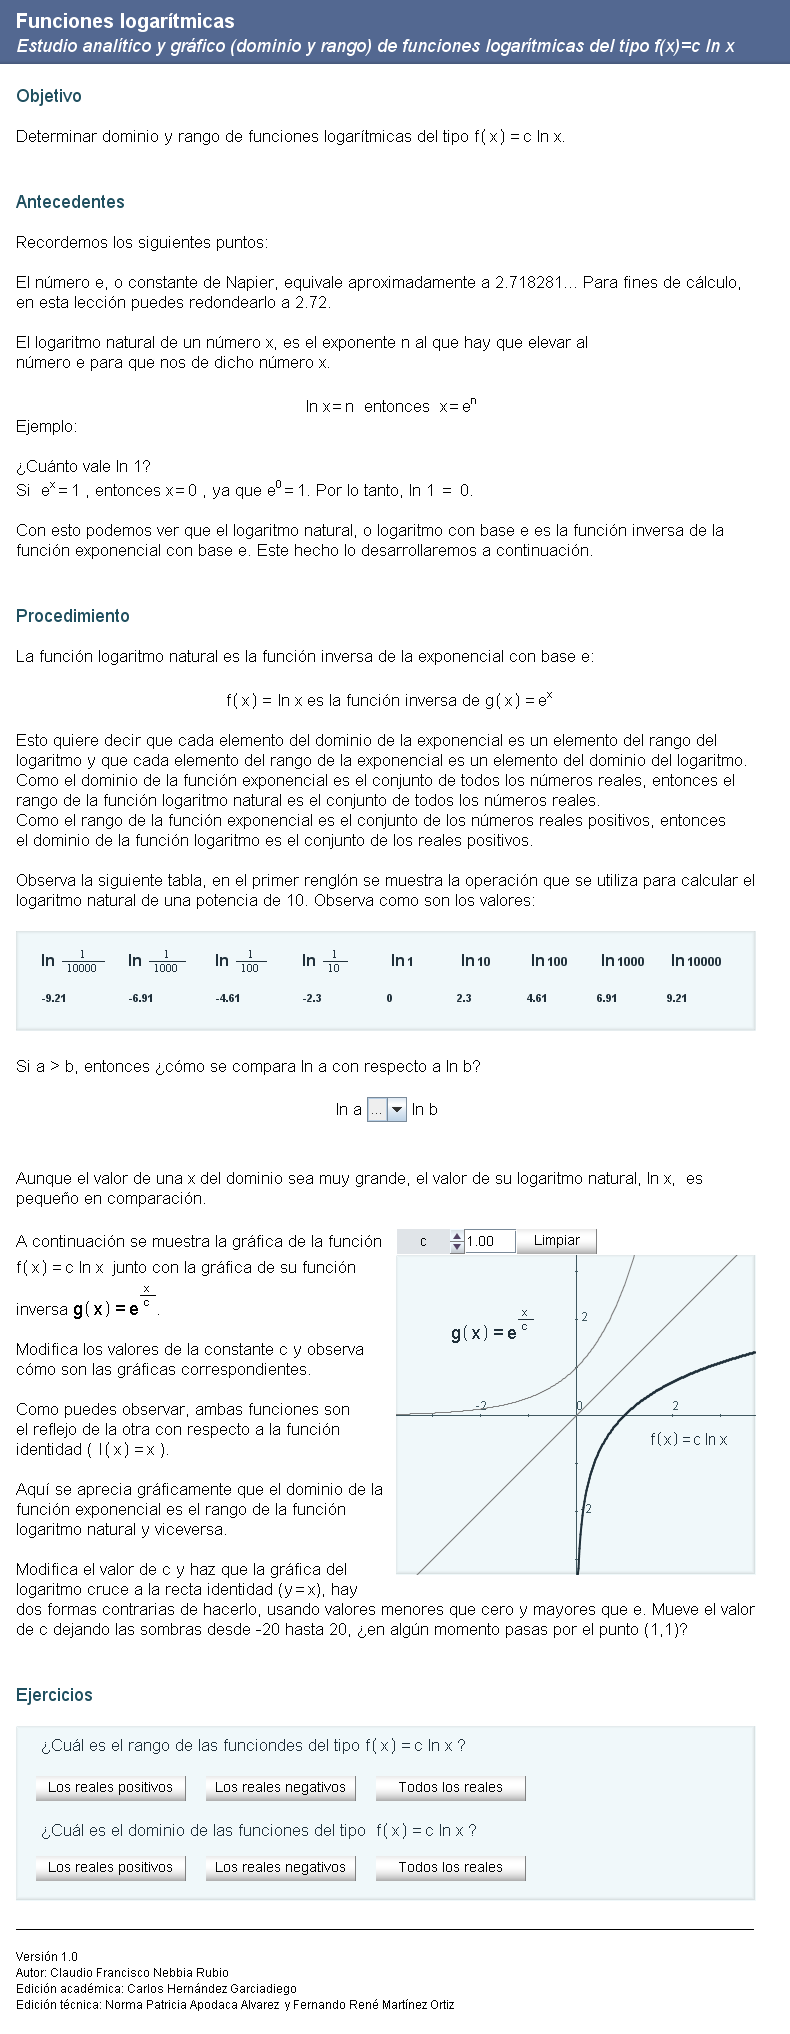 Funciones logarítmicas
Estudio analítico y gráfico (dominio y rango) de funciones logarítmicas del tipo f(x)=c ln x
Objetivo
Determinar dominio y rango de funciones logarítmicas del tipo f( x ) = c ln x.
Antecedentes
Recordemos los siguientes puntos:
El número e, o constante de Napier, equivale aproximadamente a 2.718281... Para fines de cálculo,
en esta lección puedes redondearlo a 2.72.
El logaritmo natural de un número x, es el exponente n al que hay que elevar al
número e para que nos de dicho número x.
ln x = n entonces x = e^n
Ejemplo:
¿Cuánto vale ln 1?
Si e^x = 1 , entonces x = 0 , ya que e^0 = 1. Por lo tanto, ln 1 = 0.
Con esto podemos ver que el logaritmo natural, o logaritmo con base e es la función inversa de la
función exponencial con base e. Este hecho lo desarrollaremos a continuación.
Procedimiento
La función logaritmo natural es la función inversa de la exponencial con base e:
f( x ) = ln x es la función inversa de g( x ) = e^x
Esto quiere decir que cada elemento del dominio de la exponencial es un elemento del rango del
logaritmo y que cada elemento del rango de la exponencial es un elemento del dominio del logaritmo.
Como el dominio de la función exponencial es el conjunto de todos los números reales, entonces el
rango de la función logaritmo natural es el conjunto de todos los números reales.
Como el rango de la función exponencial es el conjunto de los números reales positivos, entonces
el dominio de la función logaritmo es el conjunto de los reales positivos.
Observa la siguiente tabla, en el primer renglón se muestra la operación que se utiliza para calcular el
logaritmo natural de una potencia de 10. Observa como son los valores:
ln 1/10000 ln 1/1000 ln 1/100 ln 1/10 ln 1 ln 10 ln 100 ln 1000 ln 10000
-9.21 -6.91 -4.61 -2.3 0 2.3 4.61 6.91 9.21
Si a > b, entonces ¿cómo se compara ln a con respecto a ln b?
ln a ... ln b
Aunque el valor de una x del dominio sea muy grande, el valor de su logaritmo natural, ln x, es
pequeño en comparación.
A continuación se muestra la gráfica de la función
f( x ) = c ln x junto con la gráfica de su función
inversa g( x ) = e^(x/c).
Modifica los valores de la constante c y observa
cómo son las gráficas correspondientes.
Como puedes observar, ambas funciones son
el reflejo de la otra con respecto a la función
identidad ( I( x ) = x ).
Aquí se aprecia gráficamente que el dominio de la
función exponencial es el rango de la función
logaritmo natural y viceversa.
Modifica el valor de c y haz que la gráfica del
logaritmo cruce a la recta identidad (y = x), hay
dos formas contrarias de hacerlo, usando valores menores que cero y mayores que e. Mueve el valor
de c dejando las sombras desde -20 hasta 20, ¿en algún momento pasas por el punto (1,1)?
c 1.00 Limpiar
2
g( x ) = e^(x/c)
-2 0 2
f( x ) = c ln x
-2
Ejercicios
¿Cuál es el rango de las funciondes del tipo f( x ) = c ln x ?
Los reales positivos Los reales negativos Todos los reales
¿Cuál es el dominio de las funciones del tipo f( x ) = c ln x ?
Los reales positivos Los reales negativos Todos los reales
Versión 1.0
Autor: Claudio Francisco Nebbia Rubio
Edición académica: Carlos Hernández Garciadiego
Edición técnica: Norma Patricia Apodaca Alvarez y Fernando René Martínez Ortiz